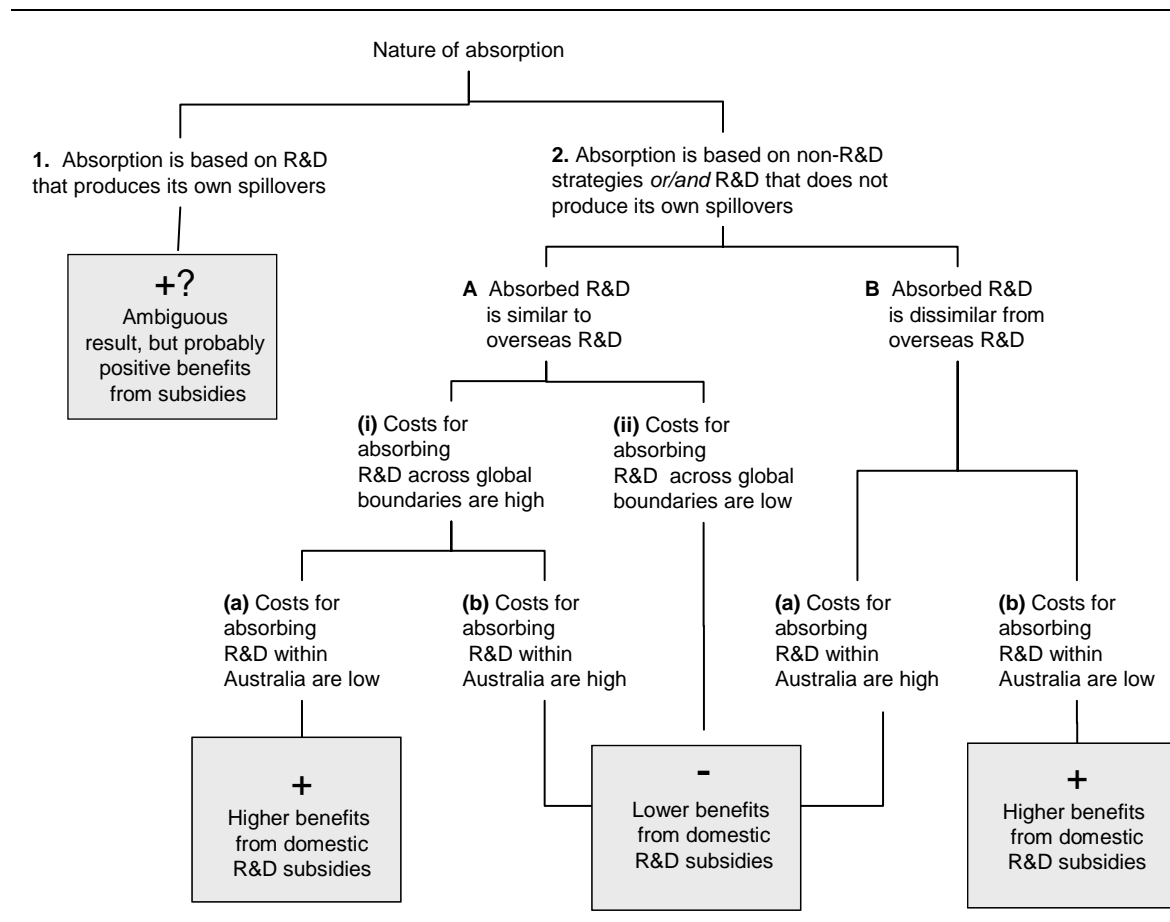 Nature of absorption
1. Absorption is based on R&D
that produces its own spillovers
2. Absorption is based on non-R&D
strategies or/and R&D that does not
produce its own spillovers
+?
Ambiguous
result, but probably
positive benefits
from subsidies
A Absorbed R&D
is similar to
overseas R&D
B Absorbed R&D
is dissimilar from
overseas R&D
(i) Costs for
absorbing
R&D across global
boundaries are high
(ii) Costs for
absorbing
R&D across global
boundaries are low
(a) Costs for
absorbing
R&D within
Australia are low
(b) Costs for
absorbing
R&D within
Australia are high
(a) Costs for
absorbing
R&D within
Australia are high
(b) Costs for
absorbing
R&D within
Australia are low
+
Higher benefits
from domestic
R&D subsidies
-
Lower benefits
from domestic
R&D subsidies
+
Higher benefits
from domestic
R&D subsidies